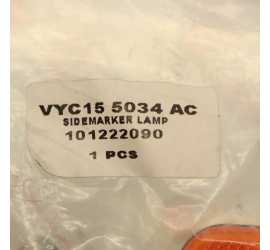 VYC15 5034 AC
SIDEMARKER LAMP
101222090
1 PCS